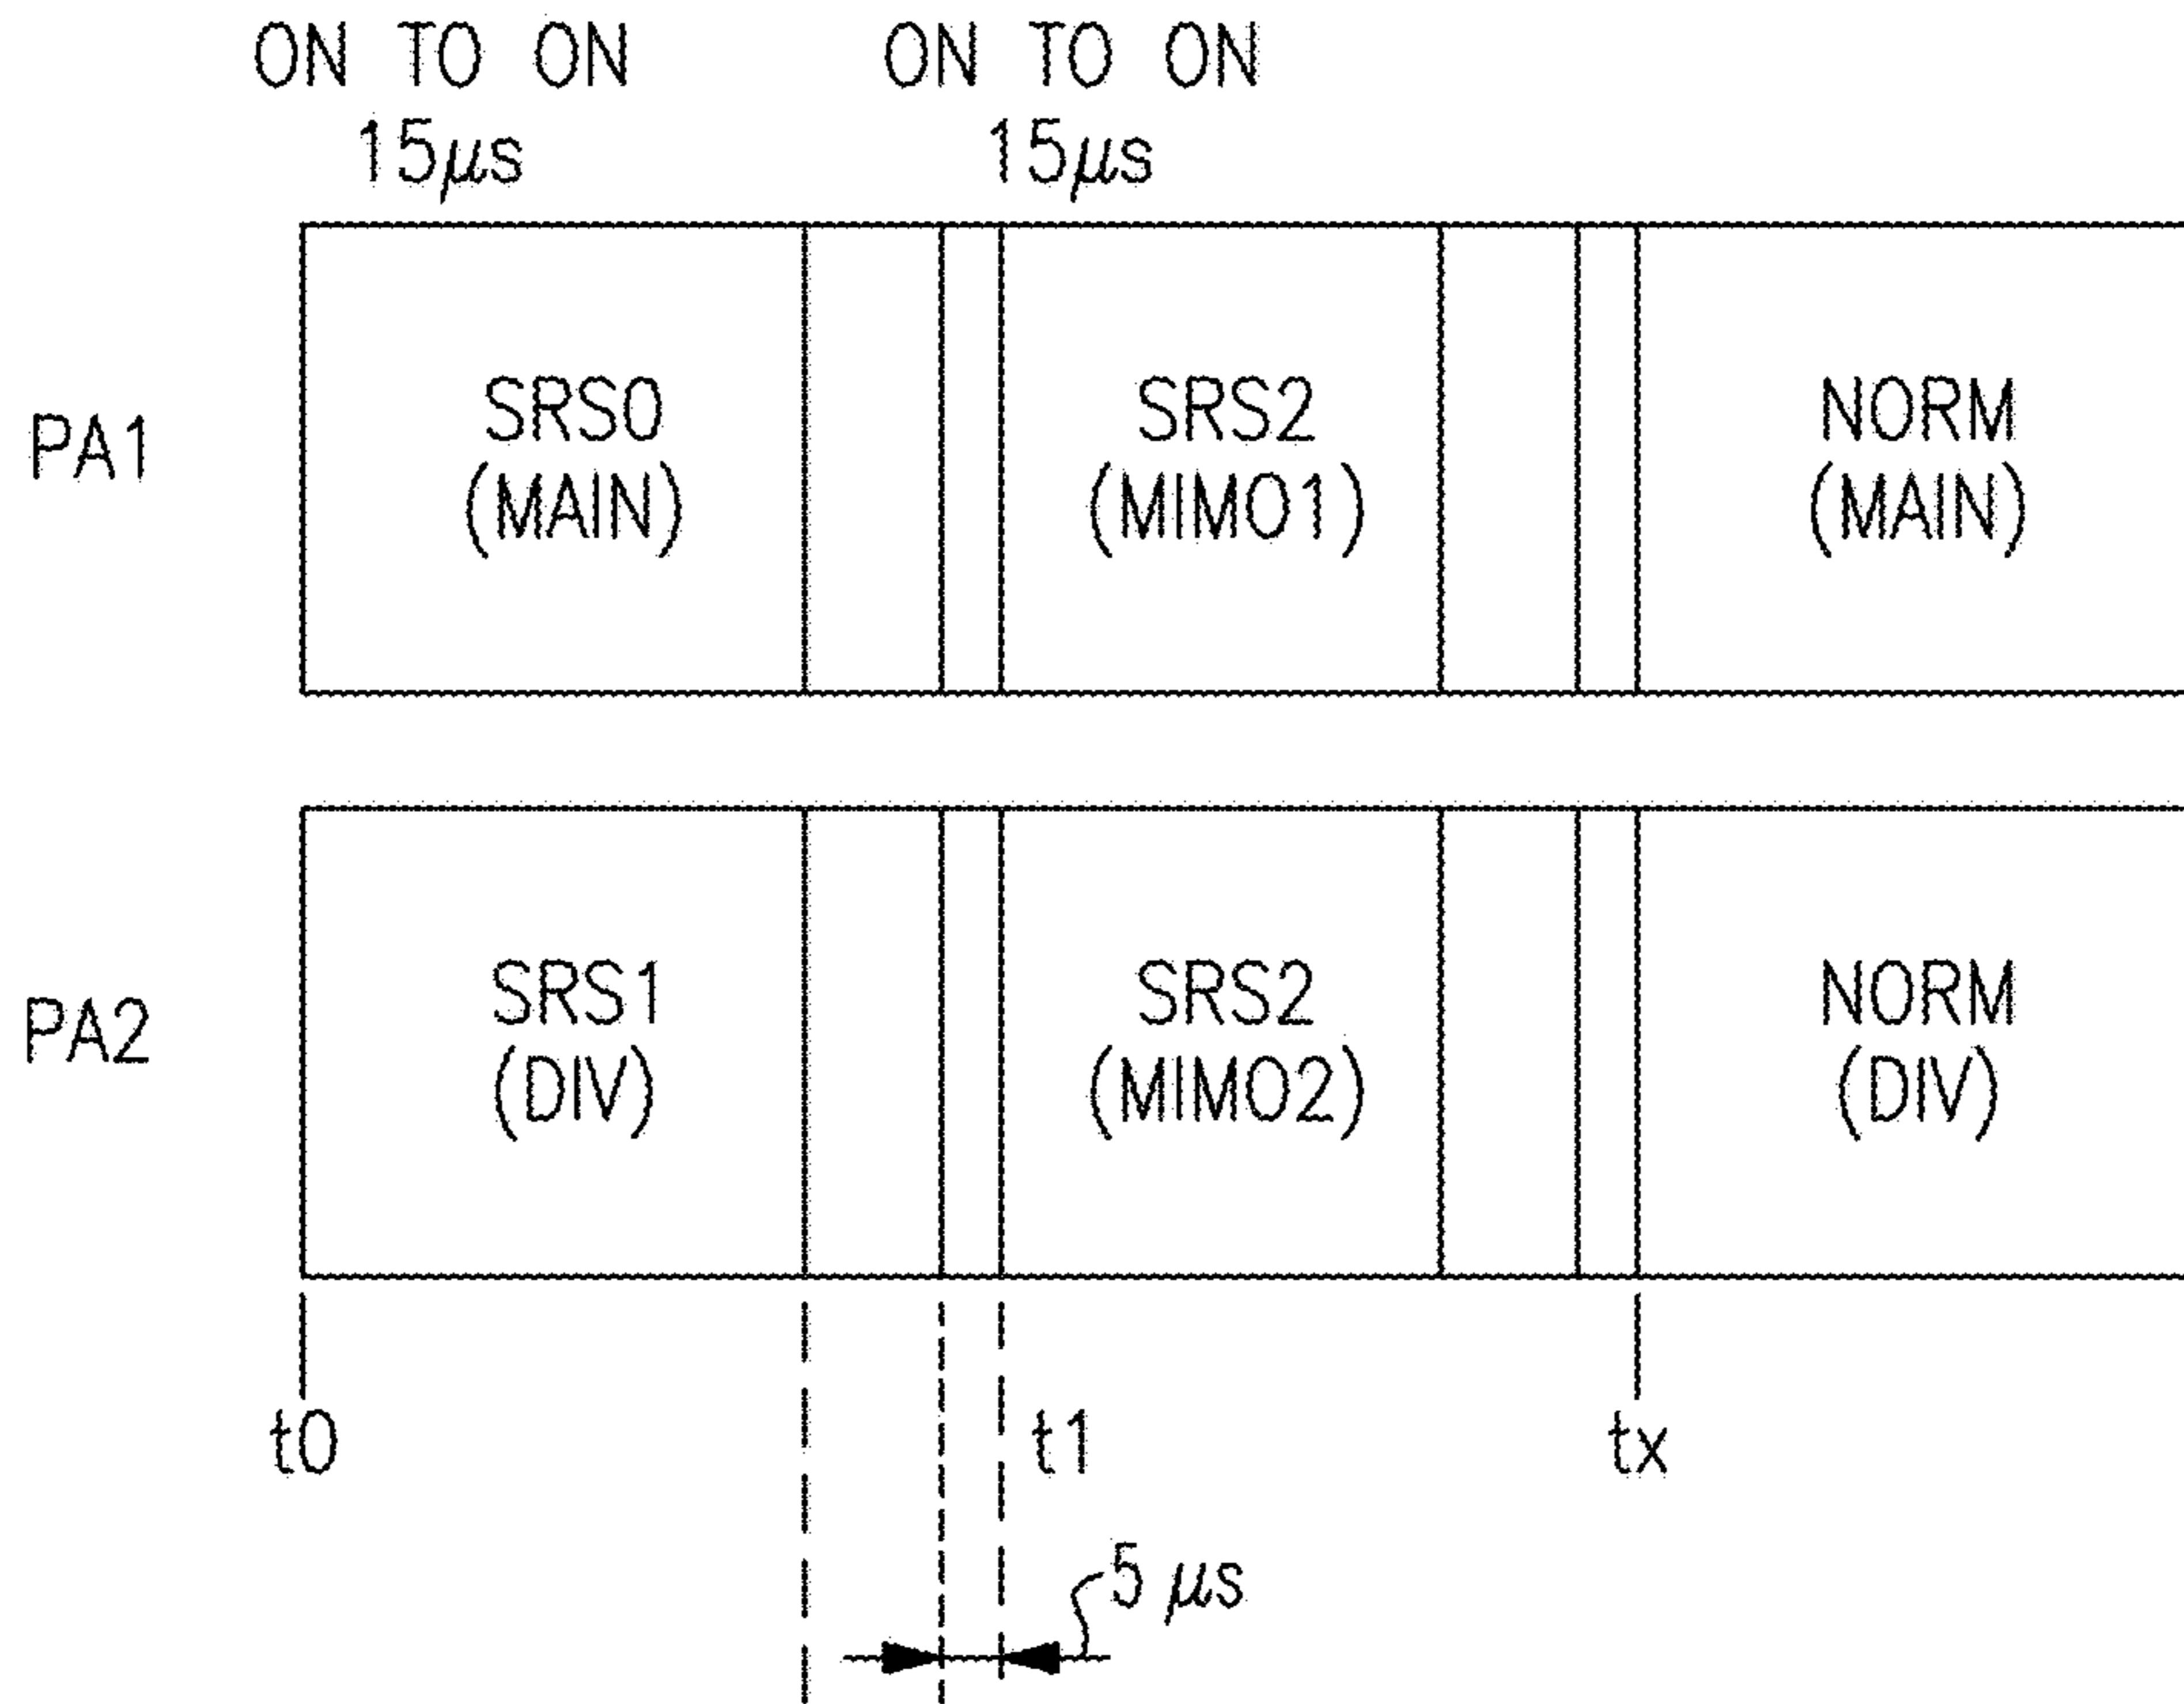 ON TO ON ON TO ON
15μs 15μs
PA1
SRS0
(MAIN)
SRS2
(MIMO1)
NORM
(MAIN)
PA2
SRS1
(DIV)
SRS2
(MIMO2)
NORM
(DIV)
t0 t1 tx
5 μs